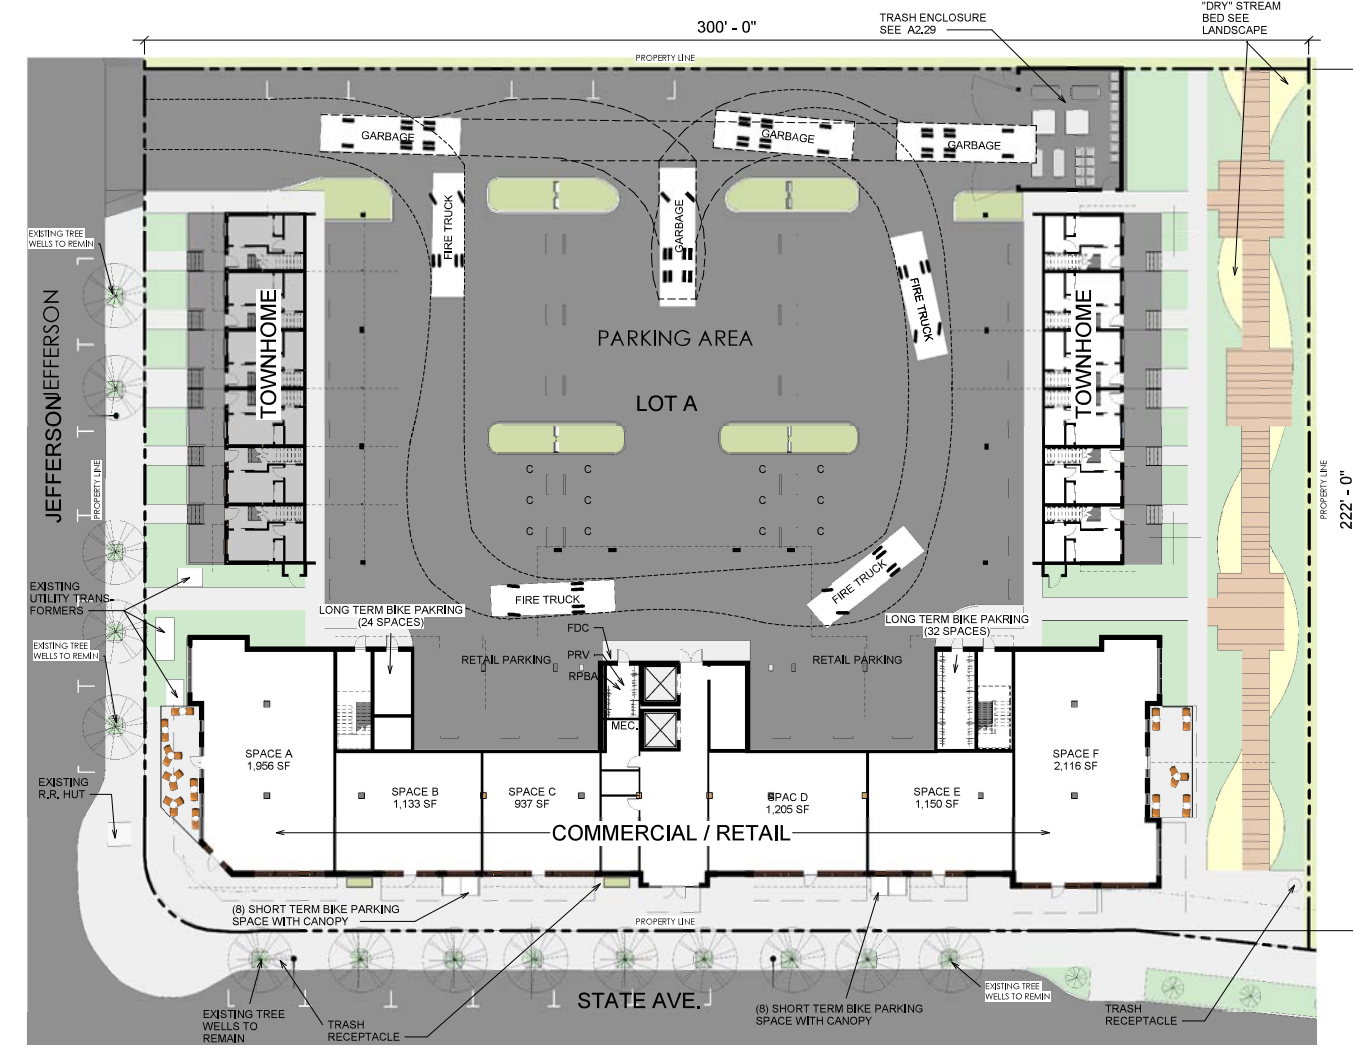 300' - 0"
TRASH ENCLOSURE
SEE A2.29
"DRY" STREAM
BED SEE
LANDSCAPE
PROPERTY LINE
GARBAGE
GARBAGE
GARBAGE
FIRE TRUCK
GARBAGE
FIRE TRUCK
EXISTING TREE
WELLS TO REMIN
JEFFERSON
JEFFERSON
TOWNHOME
PARKING AREA
LOT A
TOWNHOME
PROPERTY LINE
PROPERTY LINE
222' - 0"
C C C C
C C C C
C C C C
EXISTING
UTILITY TRANS-
FORMERS
FIRE TRUCK
FIRE TRUCK
LONG TERM BIKE PAKRING
(24 SPACES)
LONG TERM BIKE PAKRING
(32 SPACES)
EXISTING TREE
WELLS TO REMIN
FDC
PRV
RPBA
RETAIL PARKING
RETAIL PARKING
MEC.
SPACE A
1,956 SF
SPACE B
1,133 SF
SPACE C
937 SF
SPAC D
1,205 SF
SPACE E
1,150 SF
SPACE F
2,116 SF
EXISTING
R.R. HUT
COMMERCIAL / RETAIL
(8) SHORT TERM BIKE PARKING
SPACE WITH CANOPY
PROPERTY LINE
STATE AVE.
EXISTING TREE
WELLS TO
REMAIN
TRASH
RECEPTACLE
(8) SHORT TERM BIKE PARKING
SPACE WITH CANOPY
EXISTING TREE
WELLS TO REMIN
TRASH
RECEPTACLE